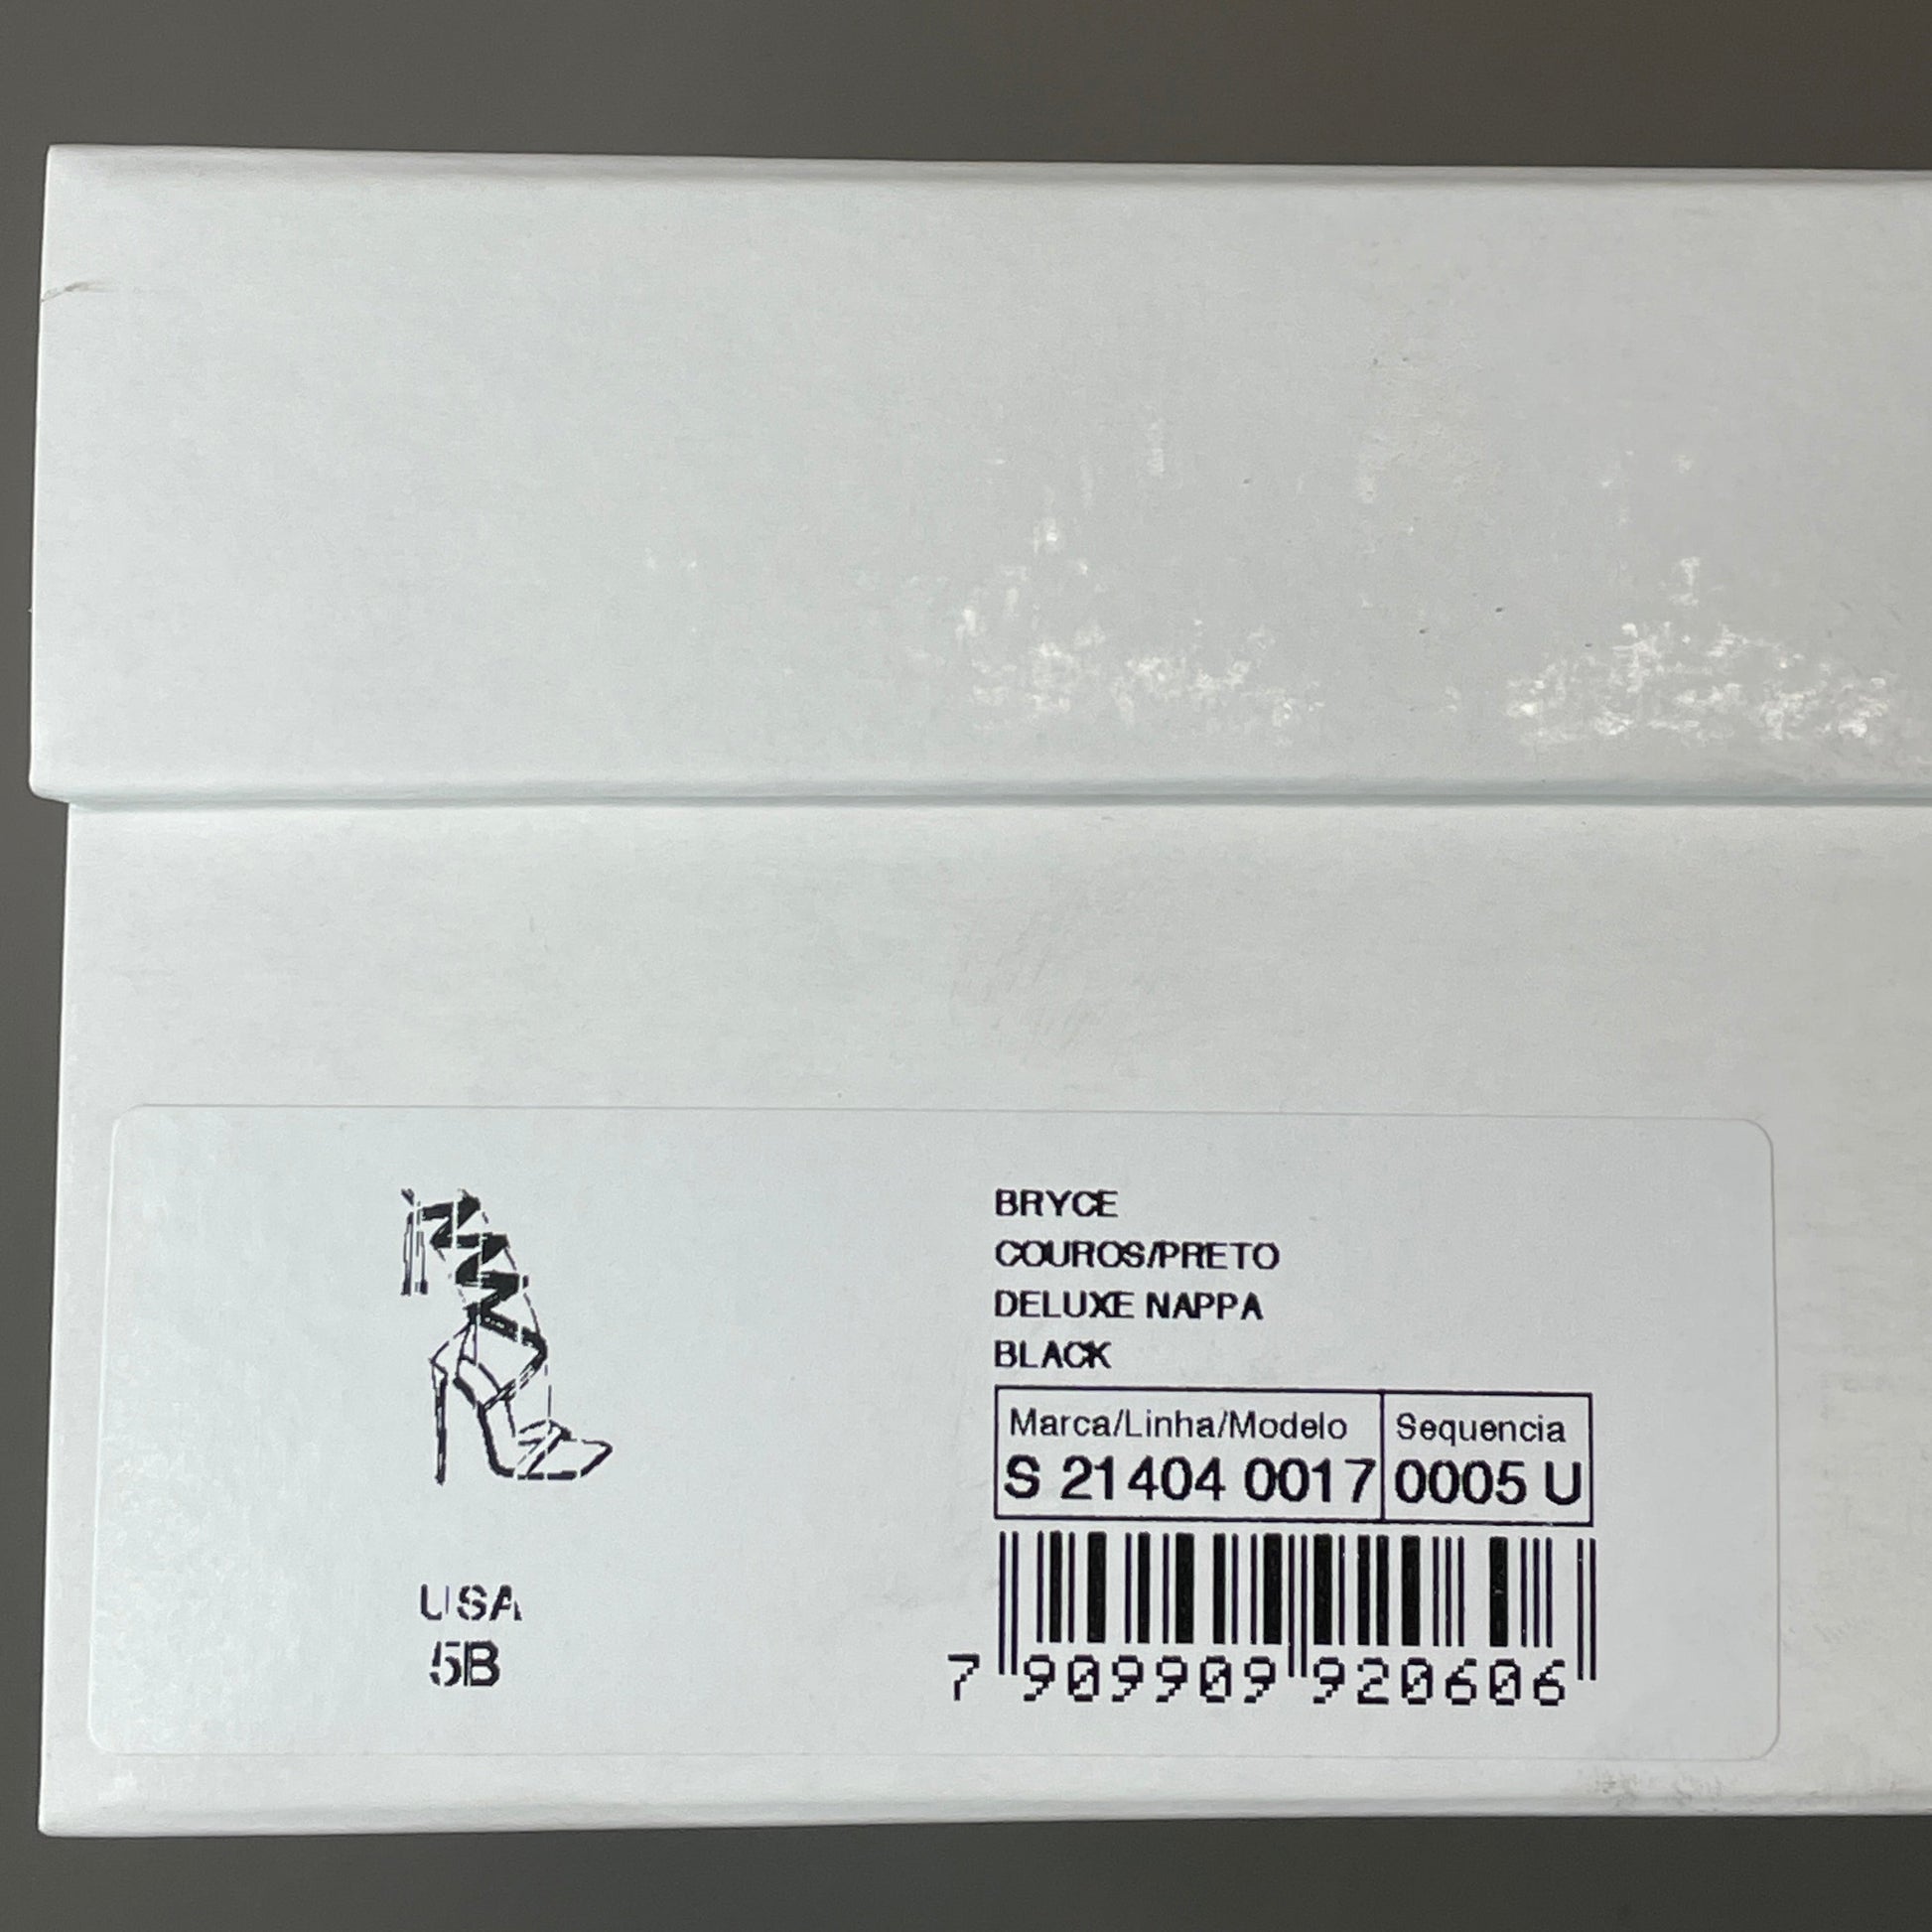 BRYCE
COUROS/PRETO
DELUXE NAPPA
BLACK
Marca/Linha/Modelo Sequencia
S 21404 0017 0005 U
7 909909 920606
USA
5B